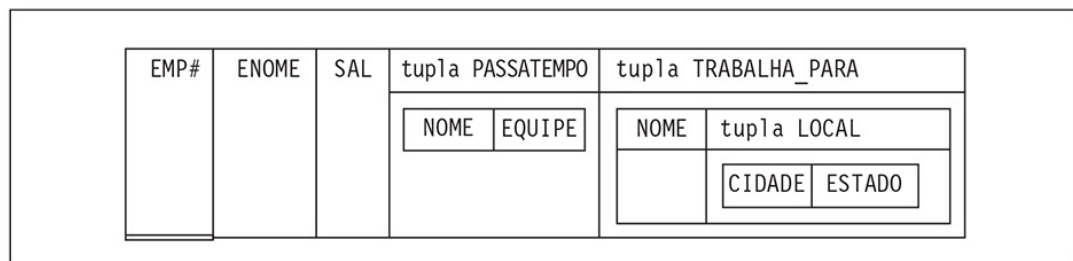 EMP# ENOME SAL tupla PASSATEMPO tupla TRABALHA_PARA
NOME EQUIPE NOME tupla LOCAL
CIDADE ESTADO